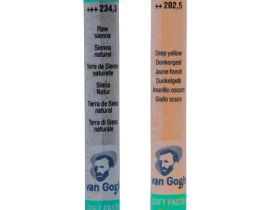 +++ 234,3
Raw
sienna
Sienna
naturel
Terre de Sienne
naturelle
Siena
Natur
Tierra de Siena
natural
Terra di Siena
naturale
van Gogh
SOFT PASTEL
++ 202,5
Deep yellow
Donkergeel
Jaune foncé
Dunkelgelb
Amarillo oscuro
Giallo scuro
van Gogh
SOFT PASTEL